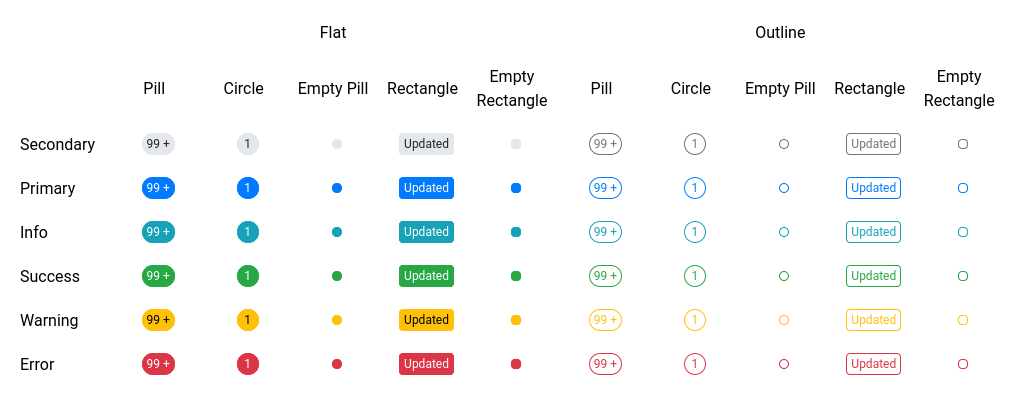 Flat Outline
Pill Circle Empty Pill Rectangle Empty Rectangle Pill Circle Empty Pill Rectangle Empty Rectangle
Secondary 99 + 1 Updated 99 + 1 Updated
Primary 99 + 1 Updated 99 + 1 Updated
Info 99 + 1 Updated 99 + 1 Updated
Success 99 + 1 Updated 99 + 1 Updated
Warning 99 + 1 Updated 99 + 1 Updated
Error 99 + 1 Updated 99 + 1 Updated